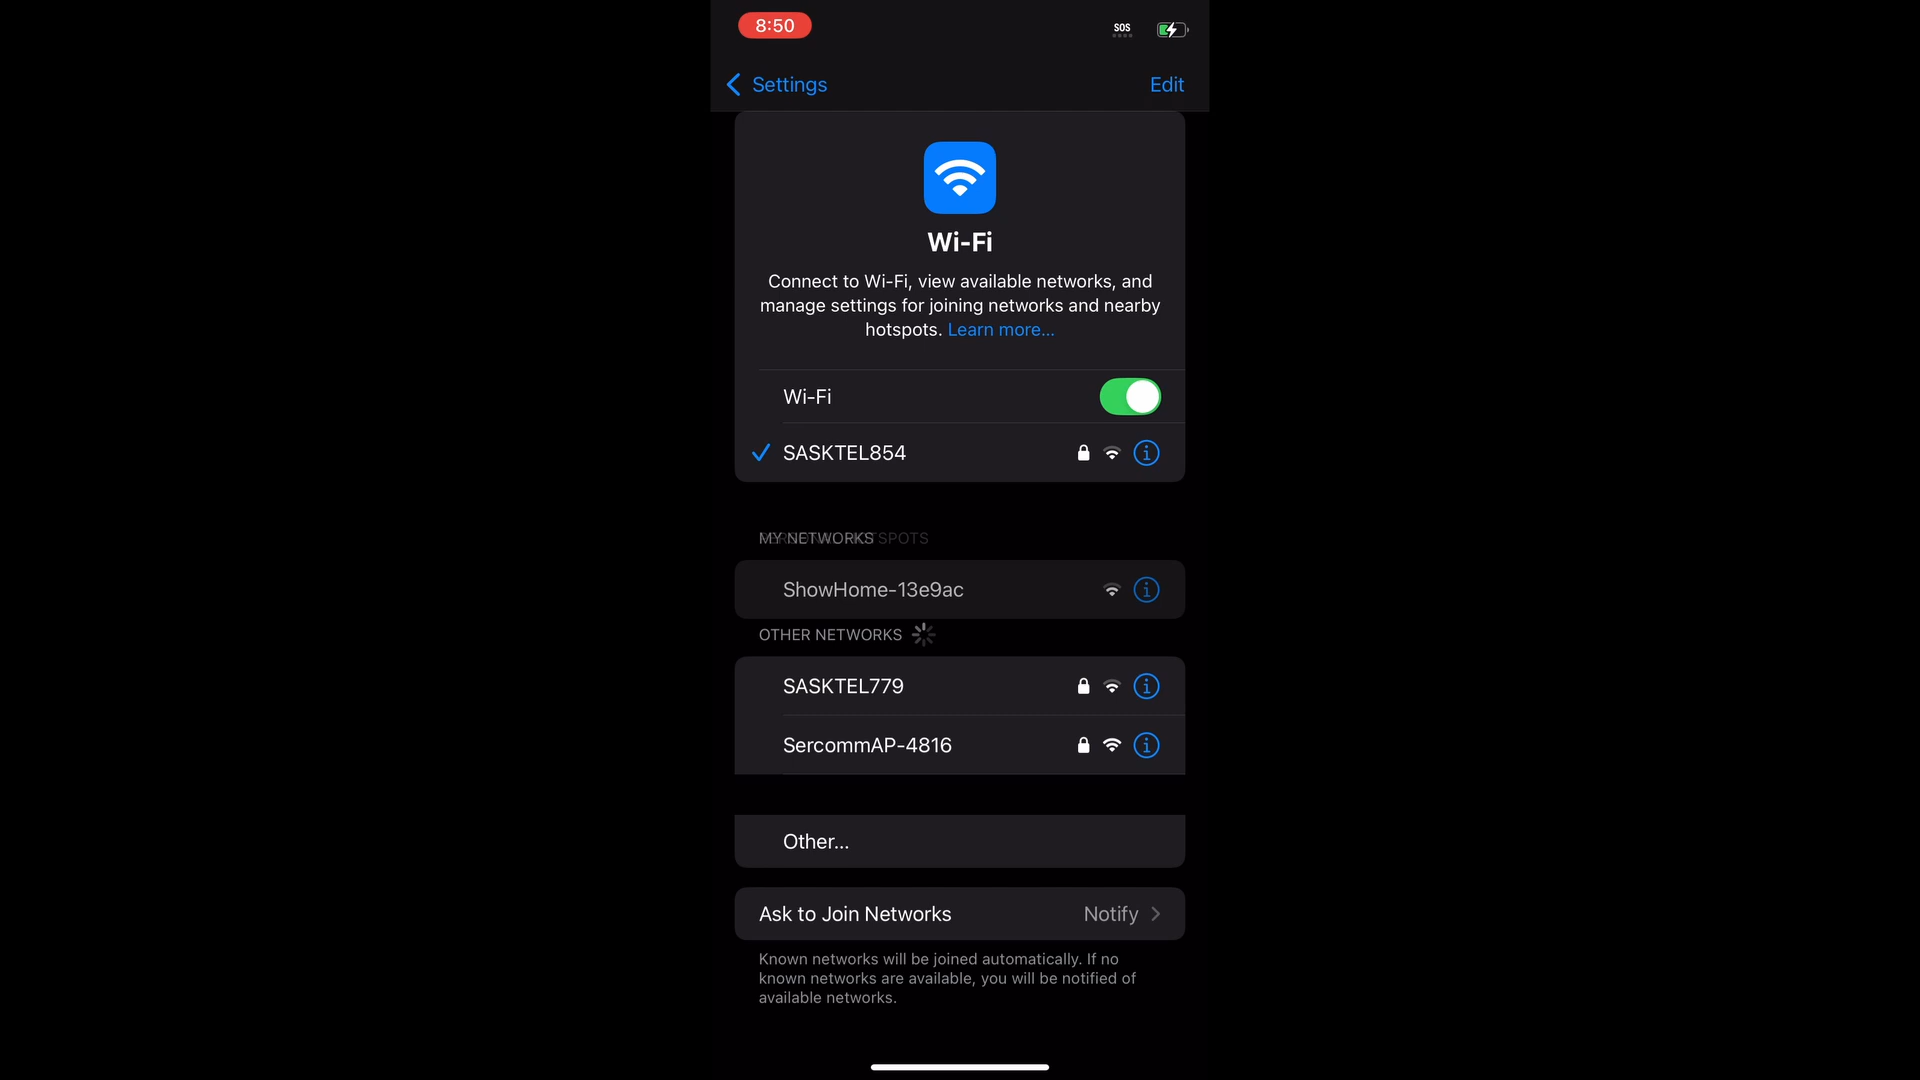 8:50
SOS
Settings
Edit
Wi-Fi
Connect to Wi-Fi, view available networks, and
manage settings for joining networks and nearby
hotspots. Learn more...
Wi-Fi
SASKTEL854
MY NETWORKS
PERSONAL HOTSPOTS
ShowHome-13e9ac
OTHER NETWORKS
SASKTEL779
SercommAP-4816
Other...
Ask to Join Networks
Notify
Known networks will be joined automatically. If no
known networks are available, you will be notified of
available networks.